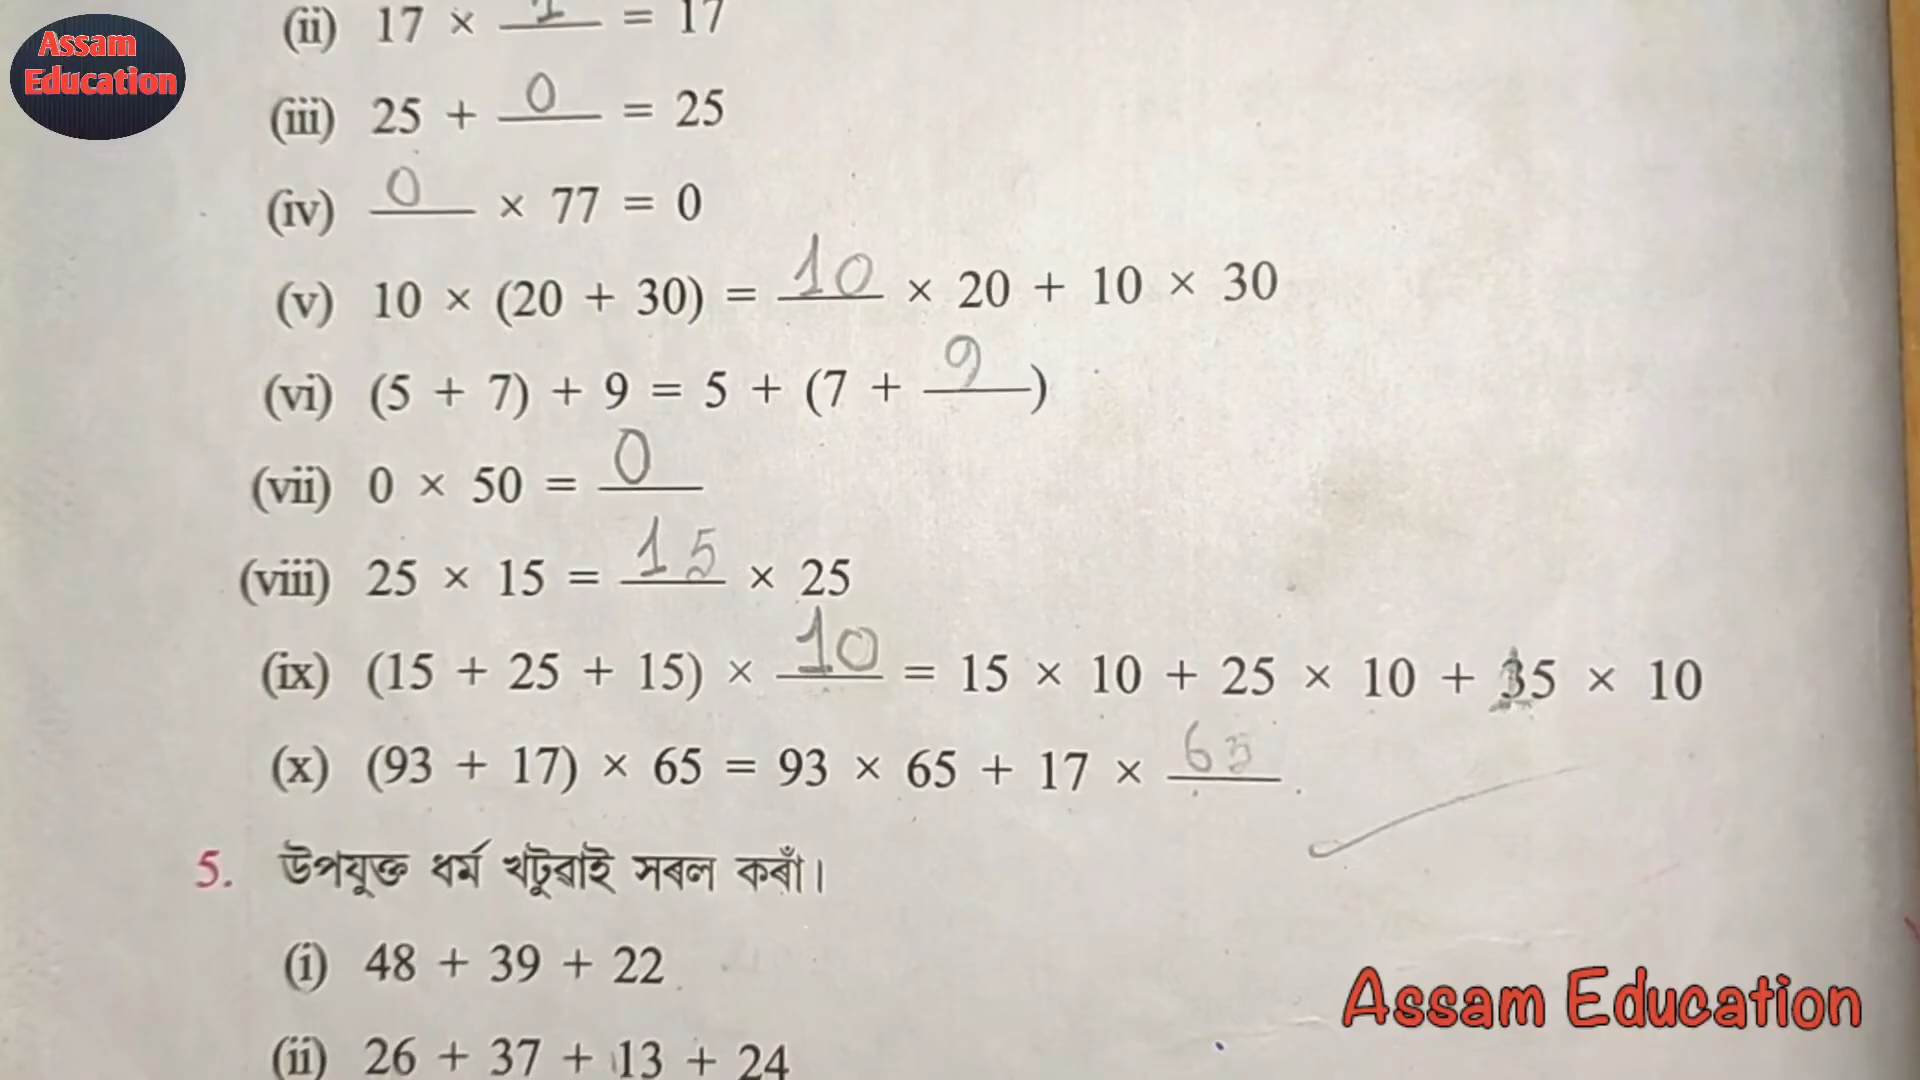 Assam
Education
(ii) 17 × 1 = 17
(iii) 25 + 0 = 25
(iv) 0 × 77 = 0
(v) 10 × (20 + 30) = 10 × 20 + 10 × 30
(vi) (5 + 7) + 9 = 5 + (7 + 9)
(vii) 0 × 50 = 0
(viii) 25 × 15 = 15 × 25
(ix) (15 + 25 + 15) × 10 = 15 × 10 + 25 × 10 + 15 × 10
(x) (93 + 17) × 65 = 93 × 65 + 17 × 65
5. উপযুক্ত ধৰ্ম খটুৱাই সৰল কৰাঁ।
(i) 48 + 39 + 22
(ii) 26 + 37 + 13 + 24
Assam Education